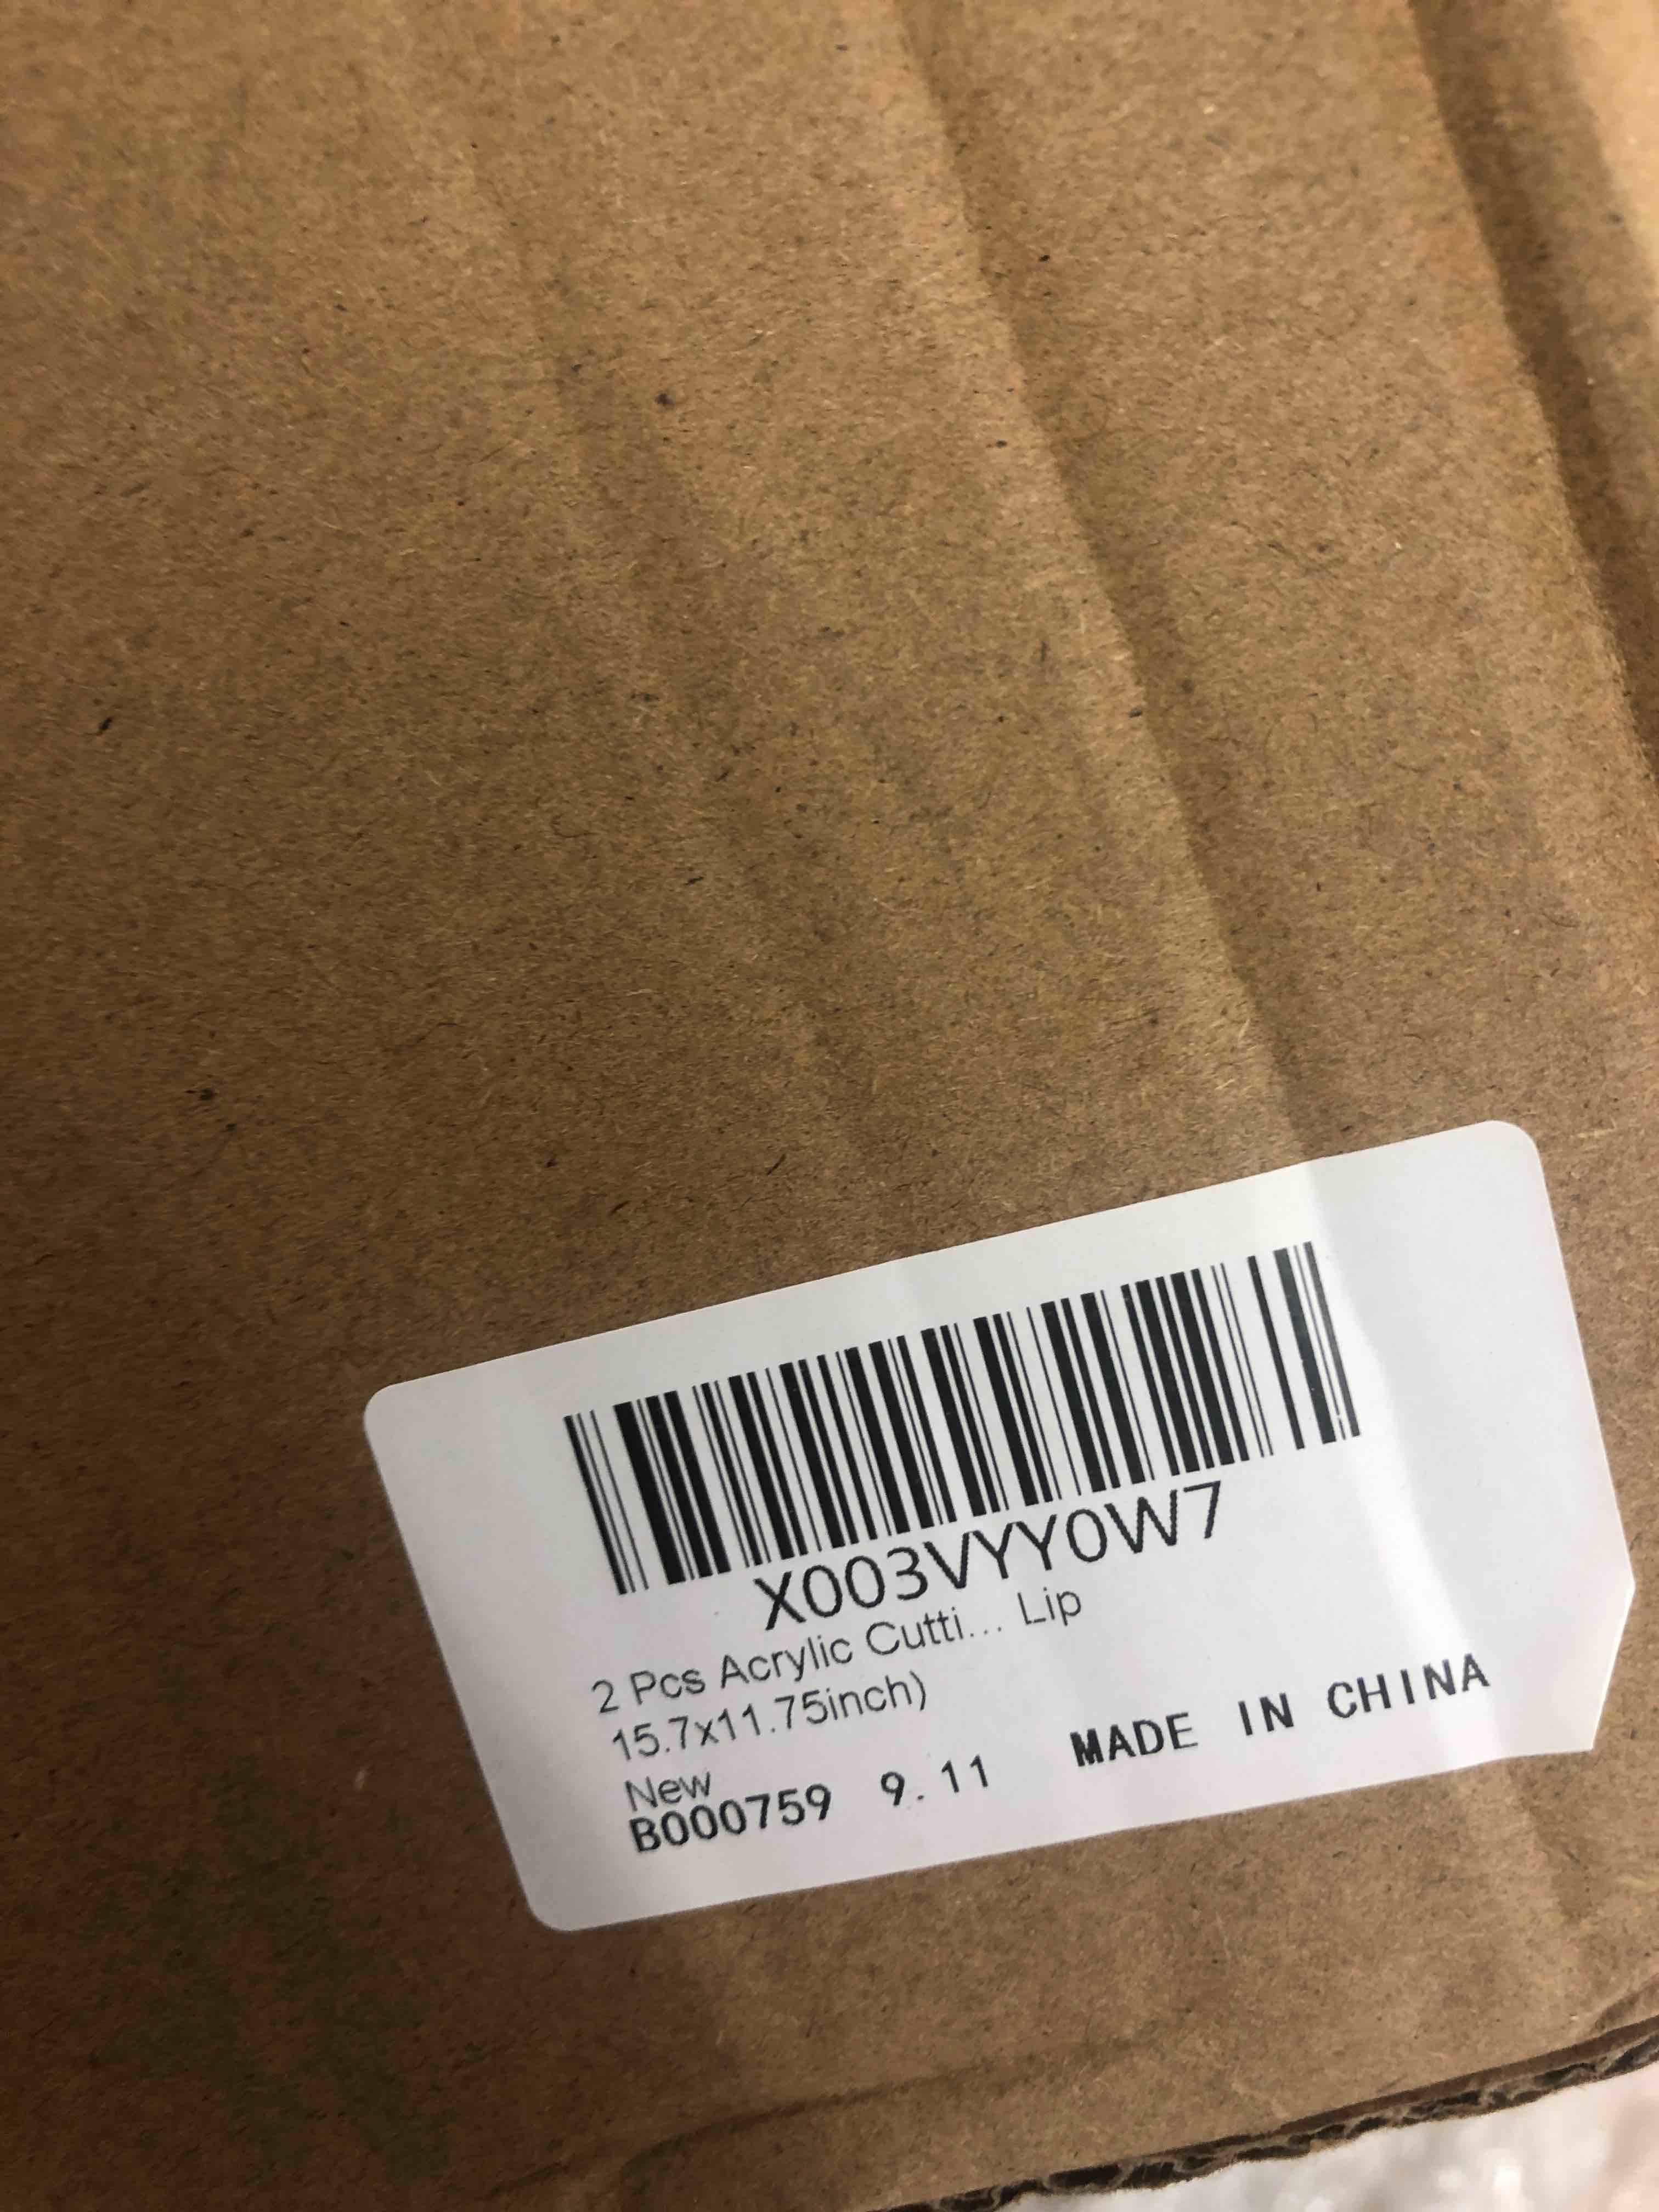 X003VYY0W7
2 Pcs Acrylic Cutti... Lip
15.7x11.75inch)
New
B000759 9.11 MADE IN CHINA